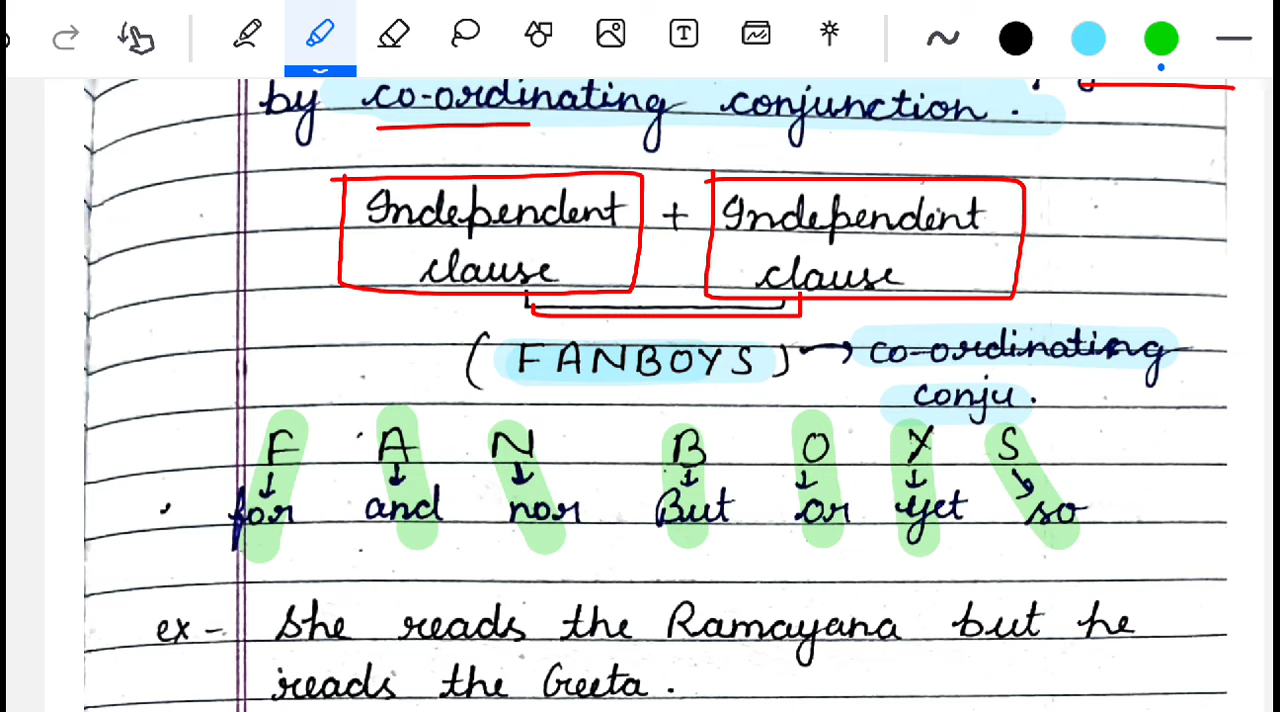 by co-ordinating conjunction.
Independent + Independent
clause clause
(FANBOYS) → co-ordinating
conju.
F A N B O Y S
↓ ↓ ↓ ↓ ↓ ↓ ↘
for and nor But or yet so
ex- She reads the Ramayana but he
reads the Geeta.